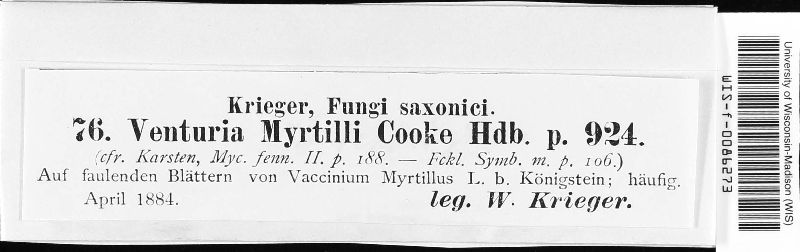 Krieger, Fungi saxonici.
76. Venturia Myrtilli Cooke Hdb. p. 924.
(cfr. Karsten, Myc. fenn. II. p. 188. — Fckl. Symb. m. p. 106.)
Auf faulenden Blättern von Vaccinium Myrtillus L. b. Königstein; häufig.
April 1884. leg. W. Krieger.
University of Wisconsin-Madison (WIS)
WIS-f-0089273